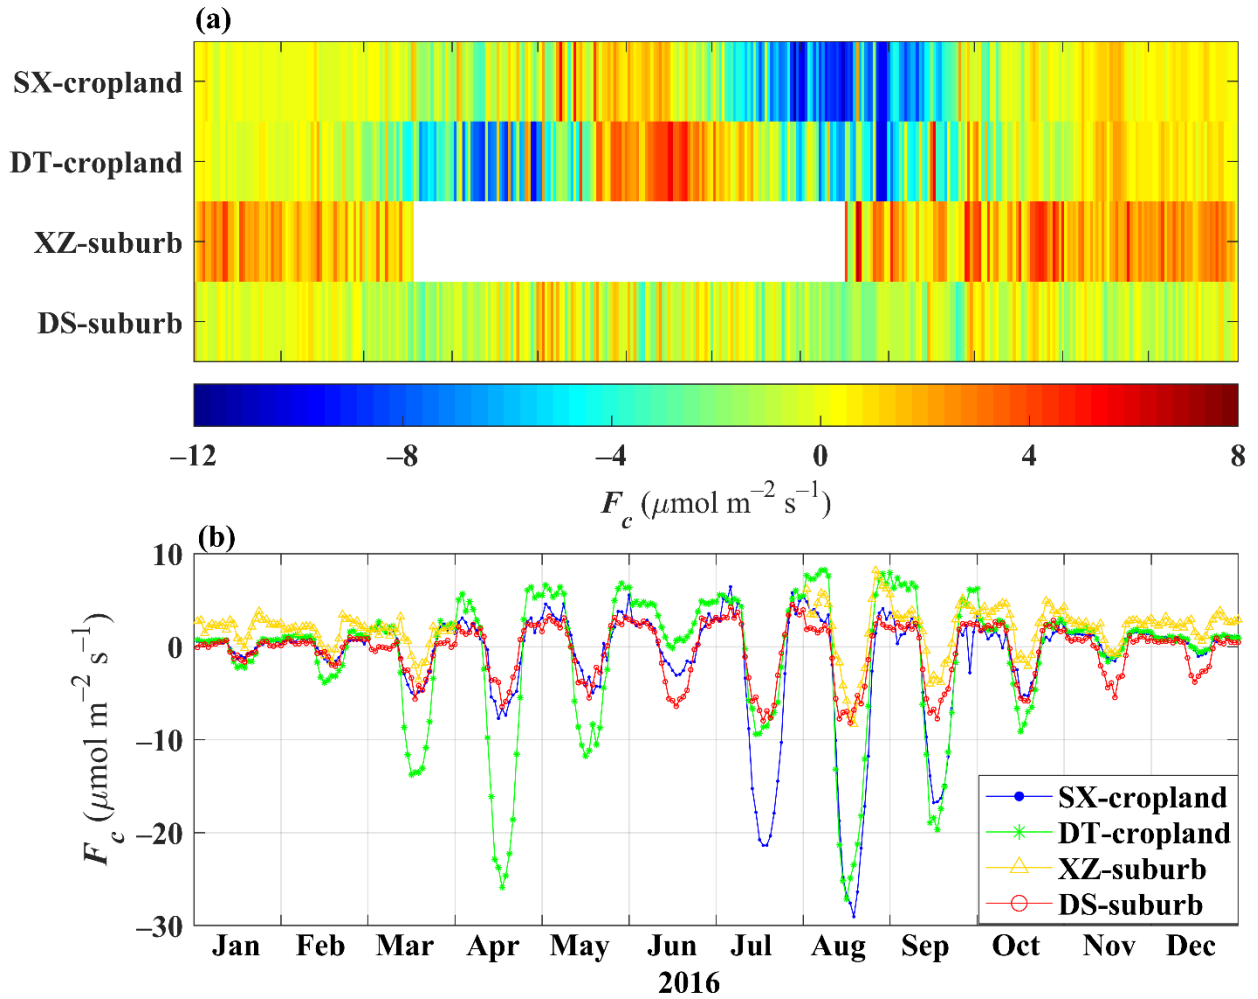 (a)
SX-cropland
DT-cropland
XZ-suburb
DS-suburb
−12 −8 −4 0 4 8
F_c (μmol m⁻² s⁻¹)
(b)
10
0
−10
−20
−30
F_c (μmol m⁻² s⁻¹)
SX-cropland
DT-cropland
XZ-suburb
DS-suburb
Jan Feb Mar Apr May Jun Jul Aug Sep Oct Nov Dec
2016